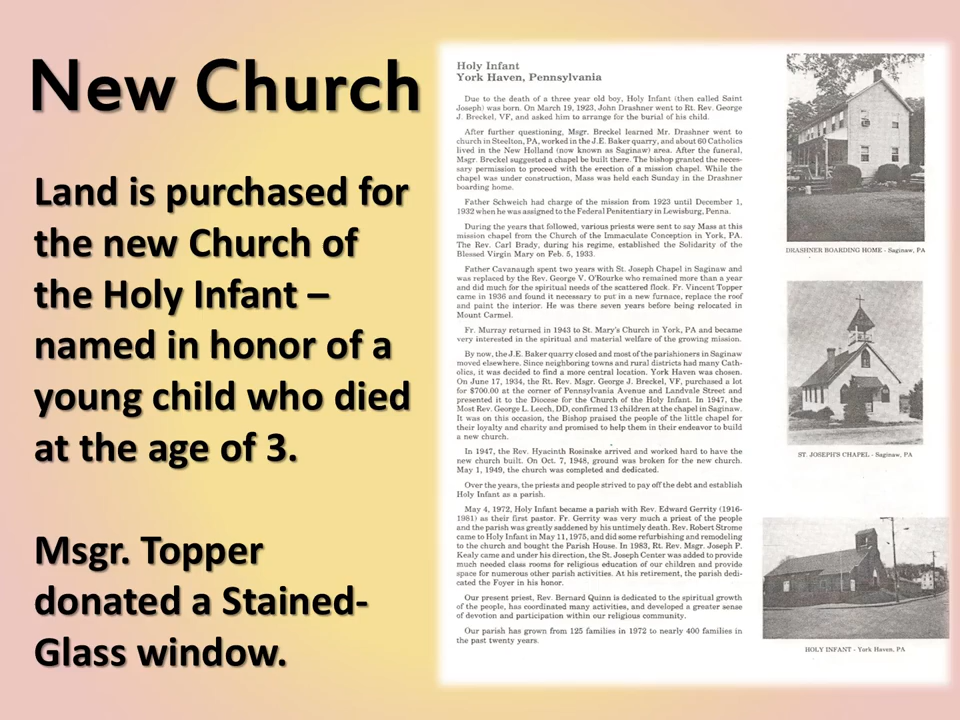 New Church
Land is purchased for
the new Church of
the Holy Infant –
named in honor of a
young child who died
at the age of 3.
Msgr. Topper
donated a Stained-
Glass window.
Holy Infant
York Haven, Pennsylvania
Due to the death of a three year old boy, Holy Infant (then called Saint
Joseph) was born. On March 19, 1923, John Drashner went to Rt. Rev. George
J. Breckel, VF, and asked him to arrange for the burial of his child.
After further questioning, Msgr. Breckel learned Mr. Drashner went to
church in Steelton, PA, worked in the J.E. Baker quarry, and about 60 Catholics
lived in the New Holland (now known as Saginaw) area. After the funeral,
Msgr. Breckel suggested a chapel be built there. The bishop granted the neces-
sary permission to proceed with the erection of a mission chapel. While the
chapel was under construction, Mass was held each Sunday in the Drashner
boarding home.
Father Schweich had charge of the mission from 1923 until December 1,
1932 when he was assigned to the Federal Penitentiary in Lewisburg, Penna.
During the years that followed, various priests were sent to say Mass at this
mission chapel from the Church of the Immaculate Conception in York, PA.
The Rev. Carl Brady, during his regime, established the Solidarity of the
Blessed Virgin Mary on Feb. 5, 1933.
Father Cavanaugh spent two years with St. Joseph Chapel in Saginaw and
was replaced by the Rev. George V. O'Rourke who remained more than a year
and did much for the spiritual needs of the scattered flock. Fr. Vincent Topper
came in 1936 and found it necessary to put in a new furnace, replace the roof
and paint the interior. He was there seven years before being relocated in
Mount Carmel.
Fr. Murray returned in 1943 to St. Mary's Church in York, PA and became
very interested in the spiritual and material welfare of the growing mission.
By now, the J.E. Baker quarry closed and most of the parishioners in Saginaw
moved elsewhere. Since neighboring towns and rural districts had many Cath-
olics, it was decided to find a more central location. York Haven was chosen.
On June 17, 1934, the Rt. Rev. Msgr. George J. Breckel, VF, purchased a lot
for $700.00 at the corner of Pennsylvania Avenue and Landvale Street and
presented it to the Diocese for the Church of the Holy Infant. In 1947, the
Most Rev. George L. Leech, DD, confirmed 13 children at the chapel in Saginaw.
It was on this occasion, the Bishop praised the people of the little chapel for
their loyalty and charity and promised to help them in their endeavor to build
a new church.
In 1947, the Rev. Hyacinth Rosinske arrived and worked hard to have the
new church built. On Oct. 7, 1948, ground was broken for the new church.
May 1, 1949, the church was completed and dedicated.
Over the years, the priests and people strived to pay off the debt and establish
Holy Infant as a parish.
May 4, 1972, Holy Infant became a parish with Rev. Edward Gerrity (1916-
1981) as their first pastor. Fr. Gerrity was very much a priest of the people
and the parish was greatly saddened by his untimely death. Rev. Robert Strome
came to Holy Infant in May 11, 1975, and did some refurbishing and remodeling
to the church and bought the Parish House. In 1983, Rt. Rev. Msgr. Joseph P.
Kealy came and under his direction, the St. Joseph Center was added to provide
much needed class rooms for religious education of our children and provide
space for numerous other parish activities. At his retirement, the parish dedi-
cated the Foyer in his honor.
Our present priest, Rev. Bernard Quinn is dedicated to the spiritual growth
of the people, has coordinated many activities, and developed a greater sense
of devotion and participation within our religious community.
Our parish has grown from 125 families in 1972 to nearly 400 families in
the past twenty years.
DRASHNER BOARDING HOME - Saginaw, PA
ST. JOSEPH'S CHAPEL - Saginaw, PA
HOLY INFANT - York Haven, PA